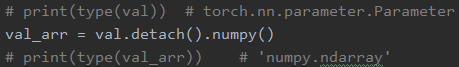 # print(type(val))  # torch.nn.parameter.Parameter
val_arr = val.detach().numpy()
# print(type(val_arr))    # 'numpy.ndarray'